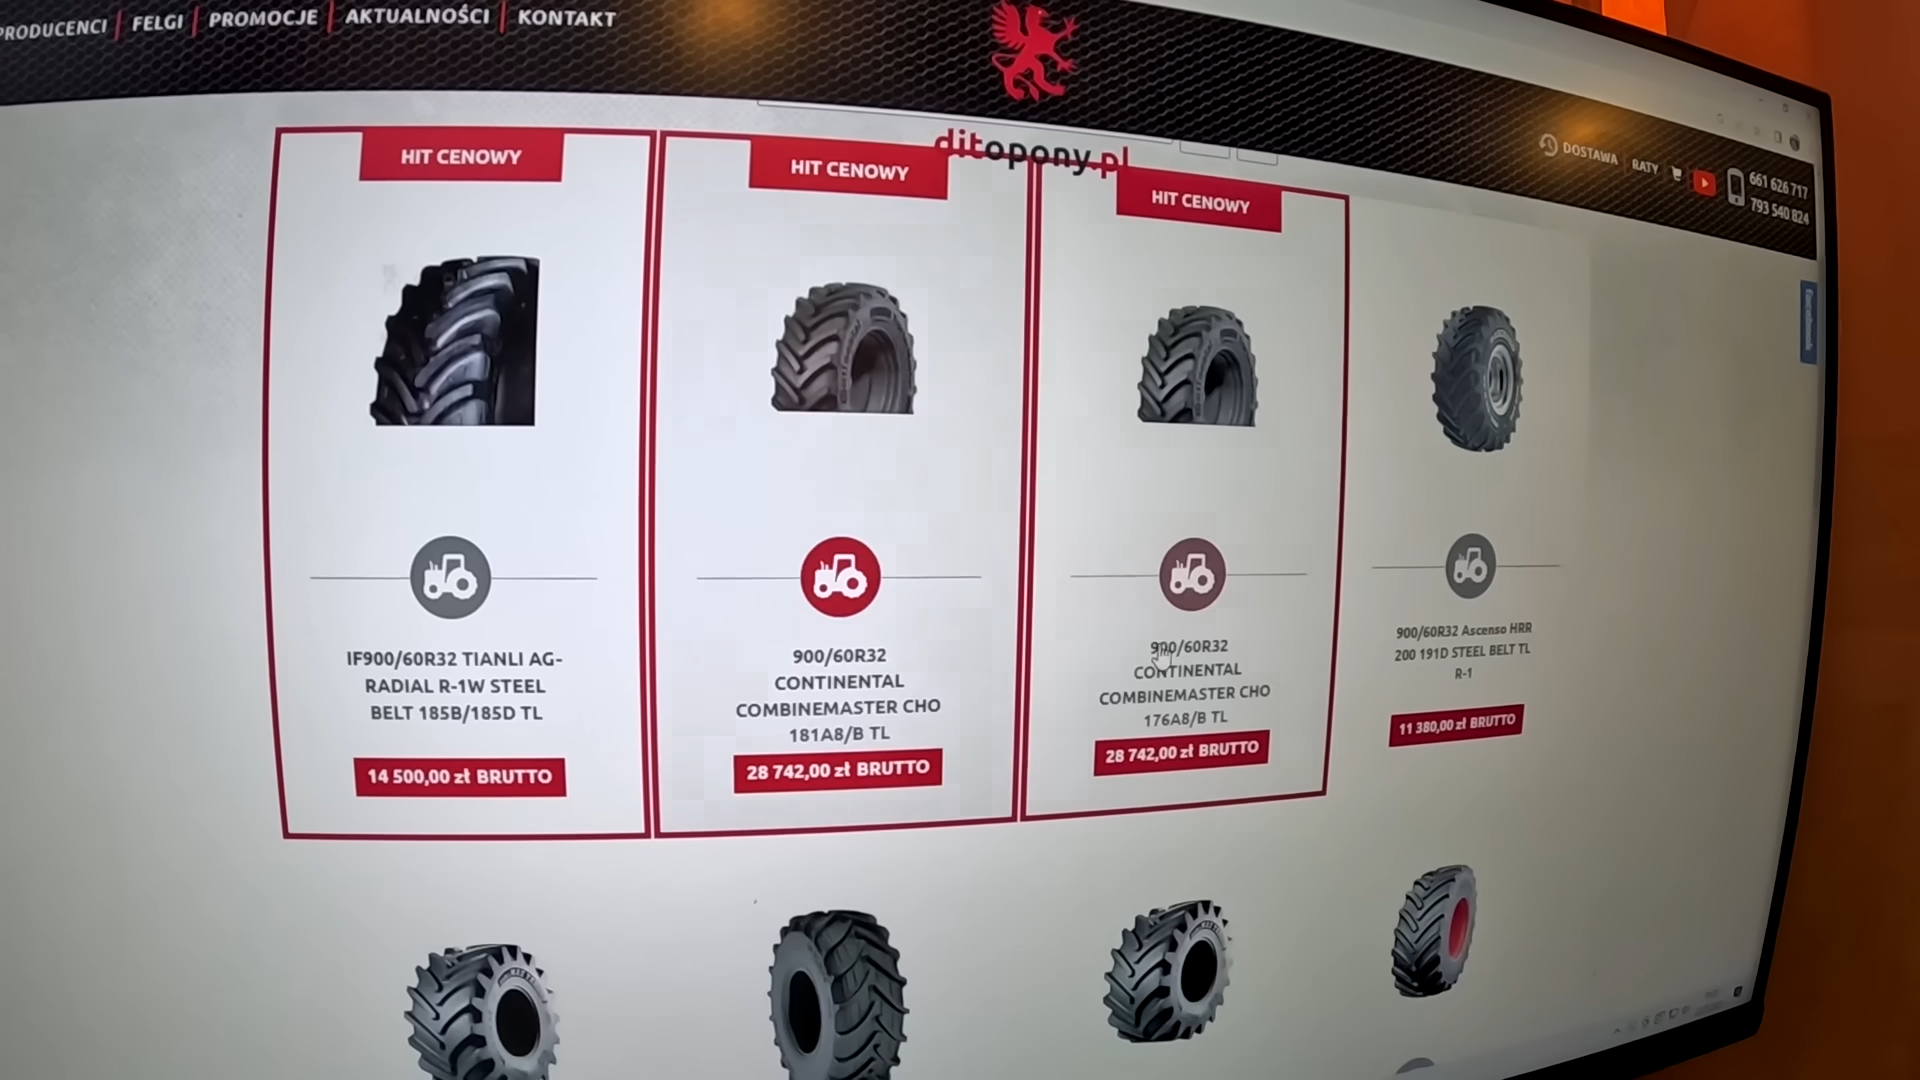 PRODUCENCI FELGI PROMOCJE AKTUALNOŚCI KONTAKT
ditopony.pl
DOSTAWA RATY 661 626 717
793 540 824
facebook
HIT CENOWY
IF900/60R32 TIANLI AG-
RADIAL R-1W STEEL
BELT 185B/185D TL
14 500,00 zł BRUTTO
HIT CENOWY
900/60R32
CONTINENTAL
COMBINEMASTER CHO
181A8/B TL
28 742,00 zł BRUTTO
HIT CENOWY
900/60R32
CONTINENTAL
COMBINEMASTER CHO
176A8/B TL
28 742,00 zł BRUTTO
900/60R32 Ascenso HRR
200 191D STEEL BELT TL
R-1
11 380,00 zł BRUTTO